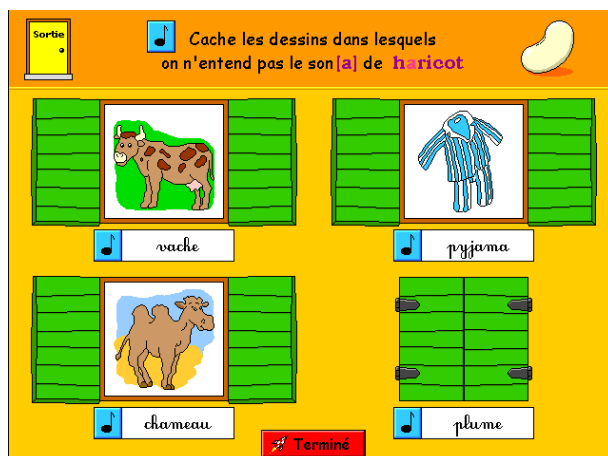 Sortie
Cache les dessins dans lesquels
on n'entend pas le son [a] de haricot
vache
pyjama
chameau
plume
Terminé